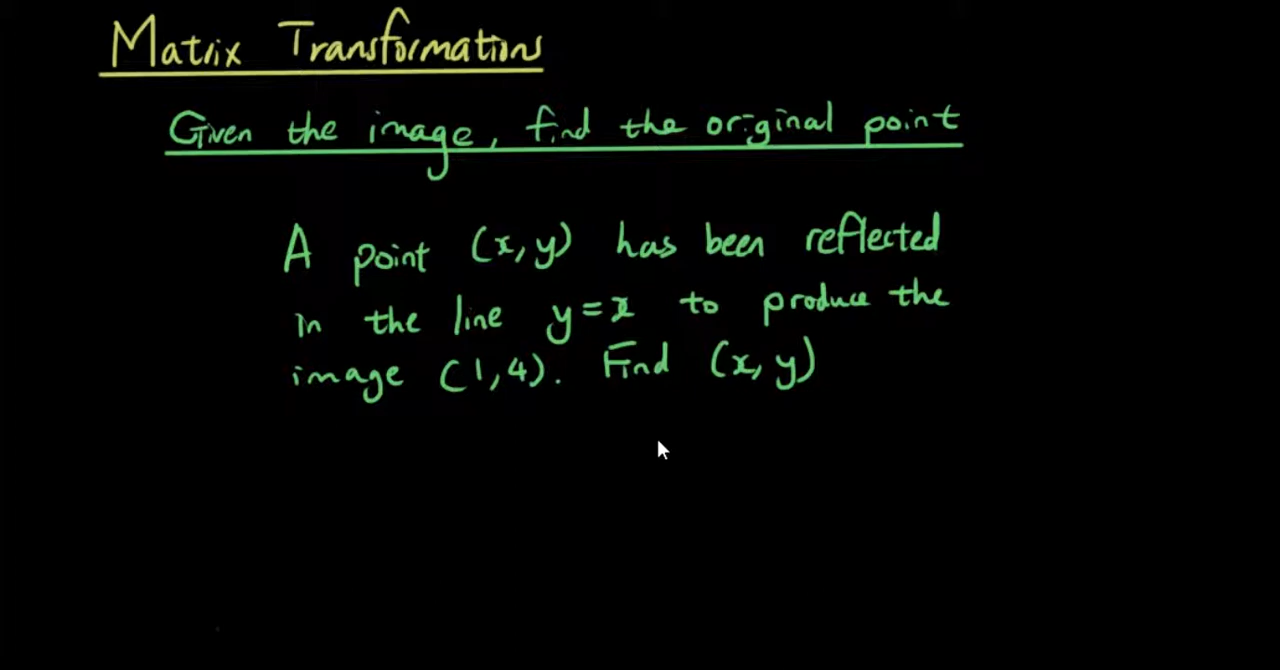 Matrix Transformations
Given the image, find the original point
A point (x, y) has been reflected
in the line y = x to produce the
image (1, 4). Find (x, y)